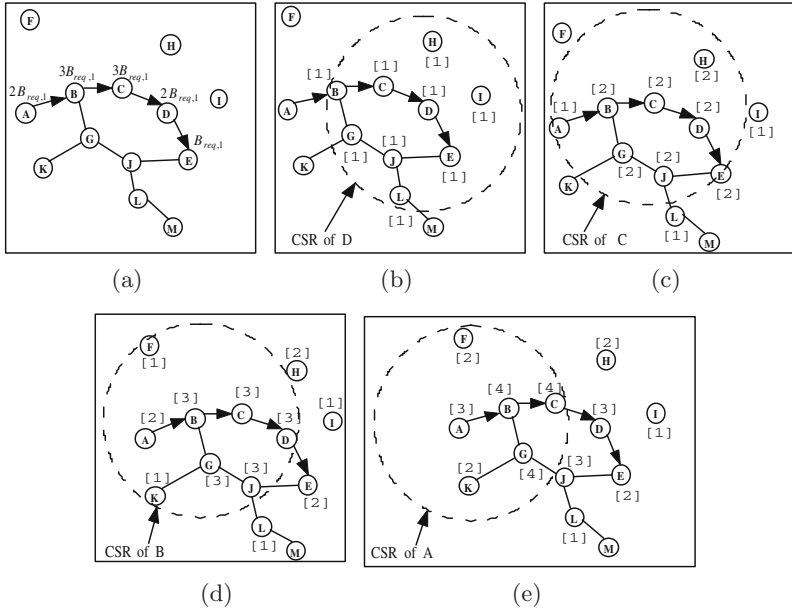 F
H
2B_{req,1} 3B_{req,1} 3B_{req,1} 2B_{req,1}
A B C D I
B_{req,1}
G E
K J
L
M
(a)
F
H
[1]
[1] [1] [1]
A B C D I
[1]
[1]
G J E
K [1] [1]
L
[1] M
CSR of D
(b)
F
H
[2]
[1] [2] [2] [2]
A B C D I
[1]
G [2] J E
K [2] [2]
L
[1] M
CSR of C
(c)
F
[1]
[2]
H
[2] [3] [3] [1]
A B C D [3] I
[1] G [3]
K [3] J E
[2]
L
[1] M
CSR of B
(d)
F
[2]
[2]
H
[3] [4] [4] [3]
A B C D I
[1]
[2] G [3]
K [4] J E
[2]
L
[1] M
CSR of A
(e)